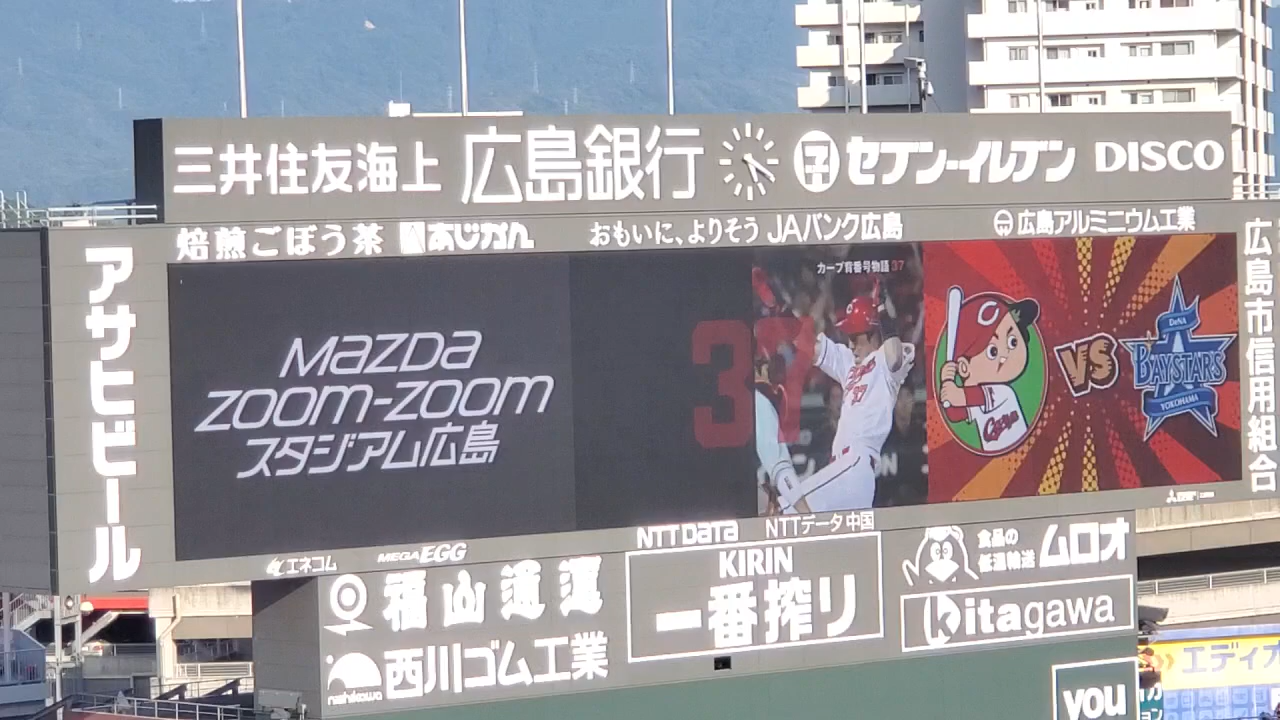 三井住友海上 広島銀行 セブン-イレブン DISCO
焙煎ごぼう茶 あじかん おもいに、よりそう JAバンク広島 広島アルミニウム工業
アサヒビール
広島市信用組合
MAZDA
ZOOM-ZOOM
スタジアム広島
37
カープ背番号物語 37
Carp
37
C
VS
DeNA
BAYSTARS
YOKOHAMA
エネコム MEGA EGG NTT DATA NTTデータ中国
福山通運
nishikawa 西川ゴム工業
KIRIN
一番搾り
食品の
低温輸送 ムロオ
Kitagawa
エディオ
you